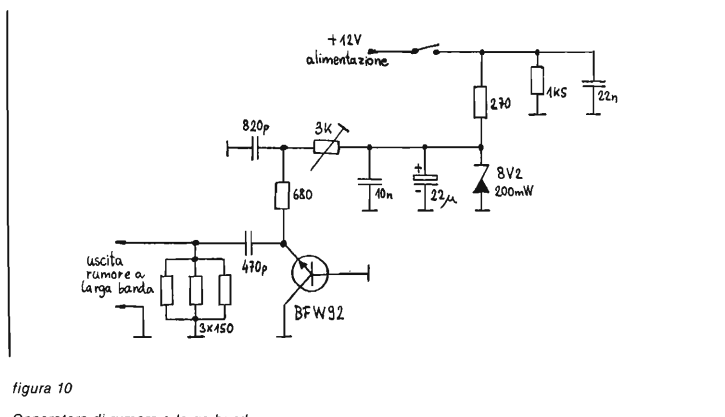 +12V
alimentazione
270
1K5
22n
820p
3K
680
10n
+
-
22µ
8V2
200mW
uscita
rumore a
larga banda
470p
3x150
BFW92
figura 10